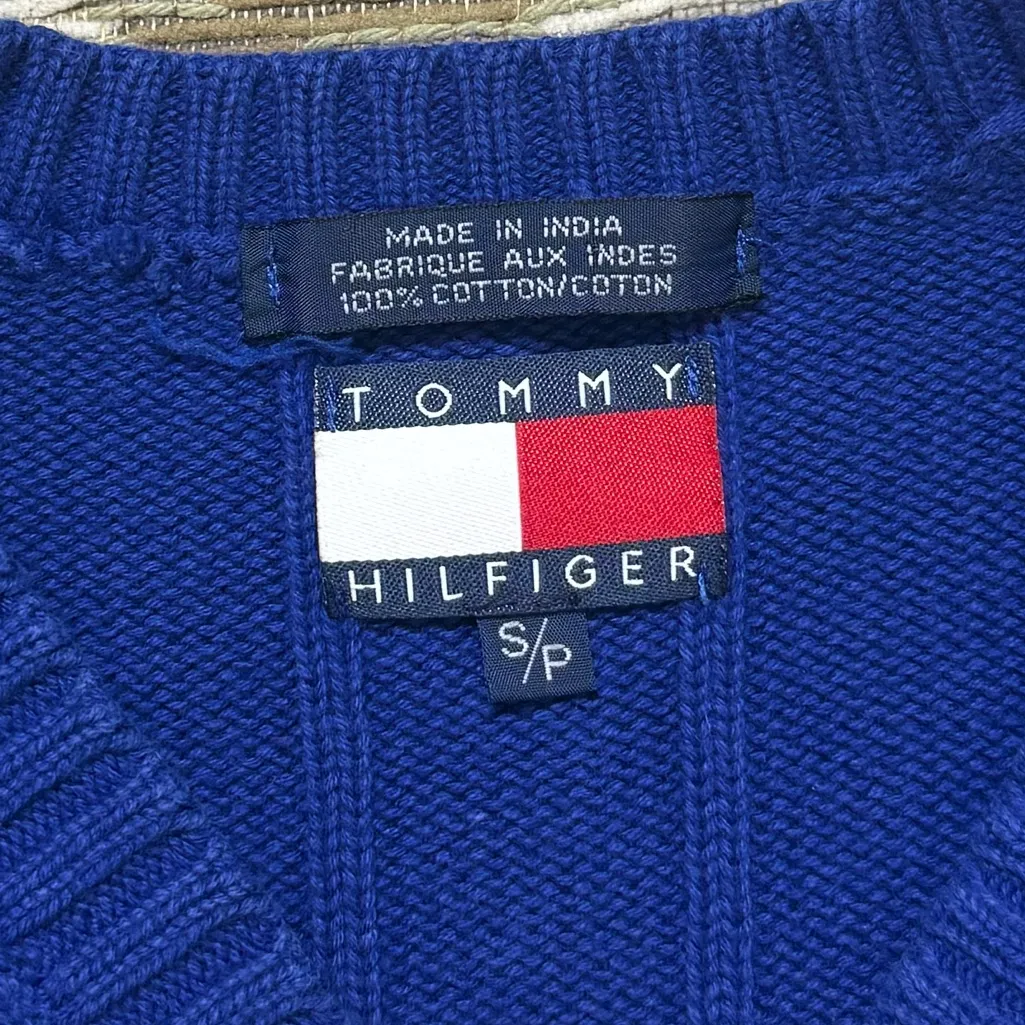 MADE IN INDIA
FABRIQUE AUX INDES
100% COTTON/COTON
TOMMY
HILFIGER
S/P